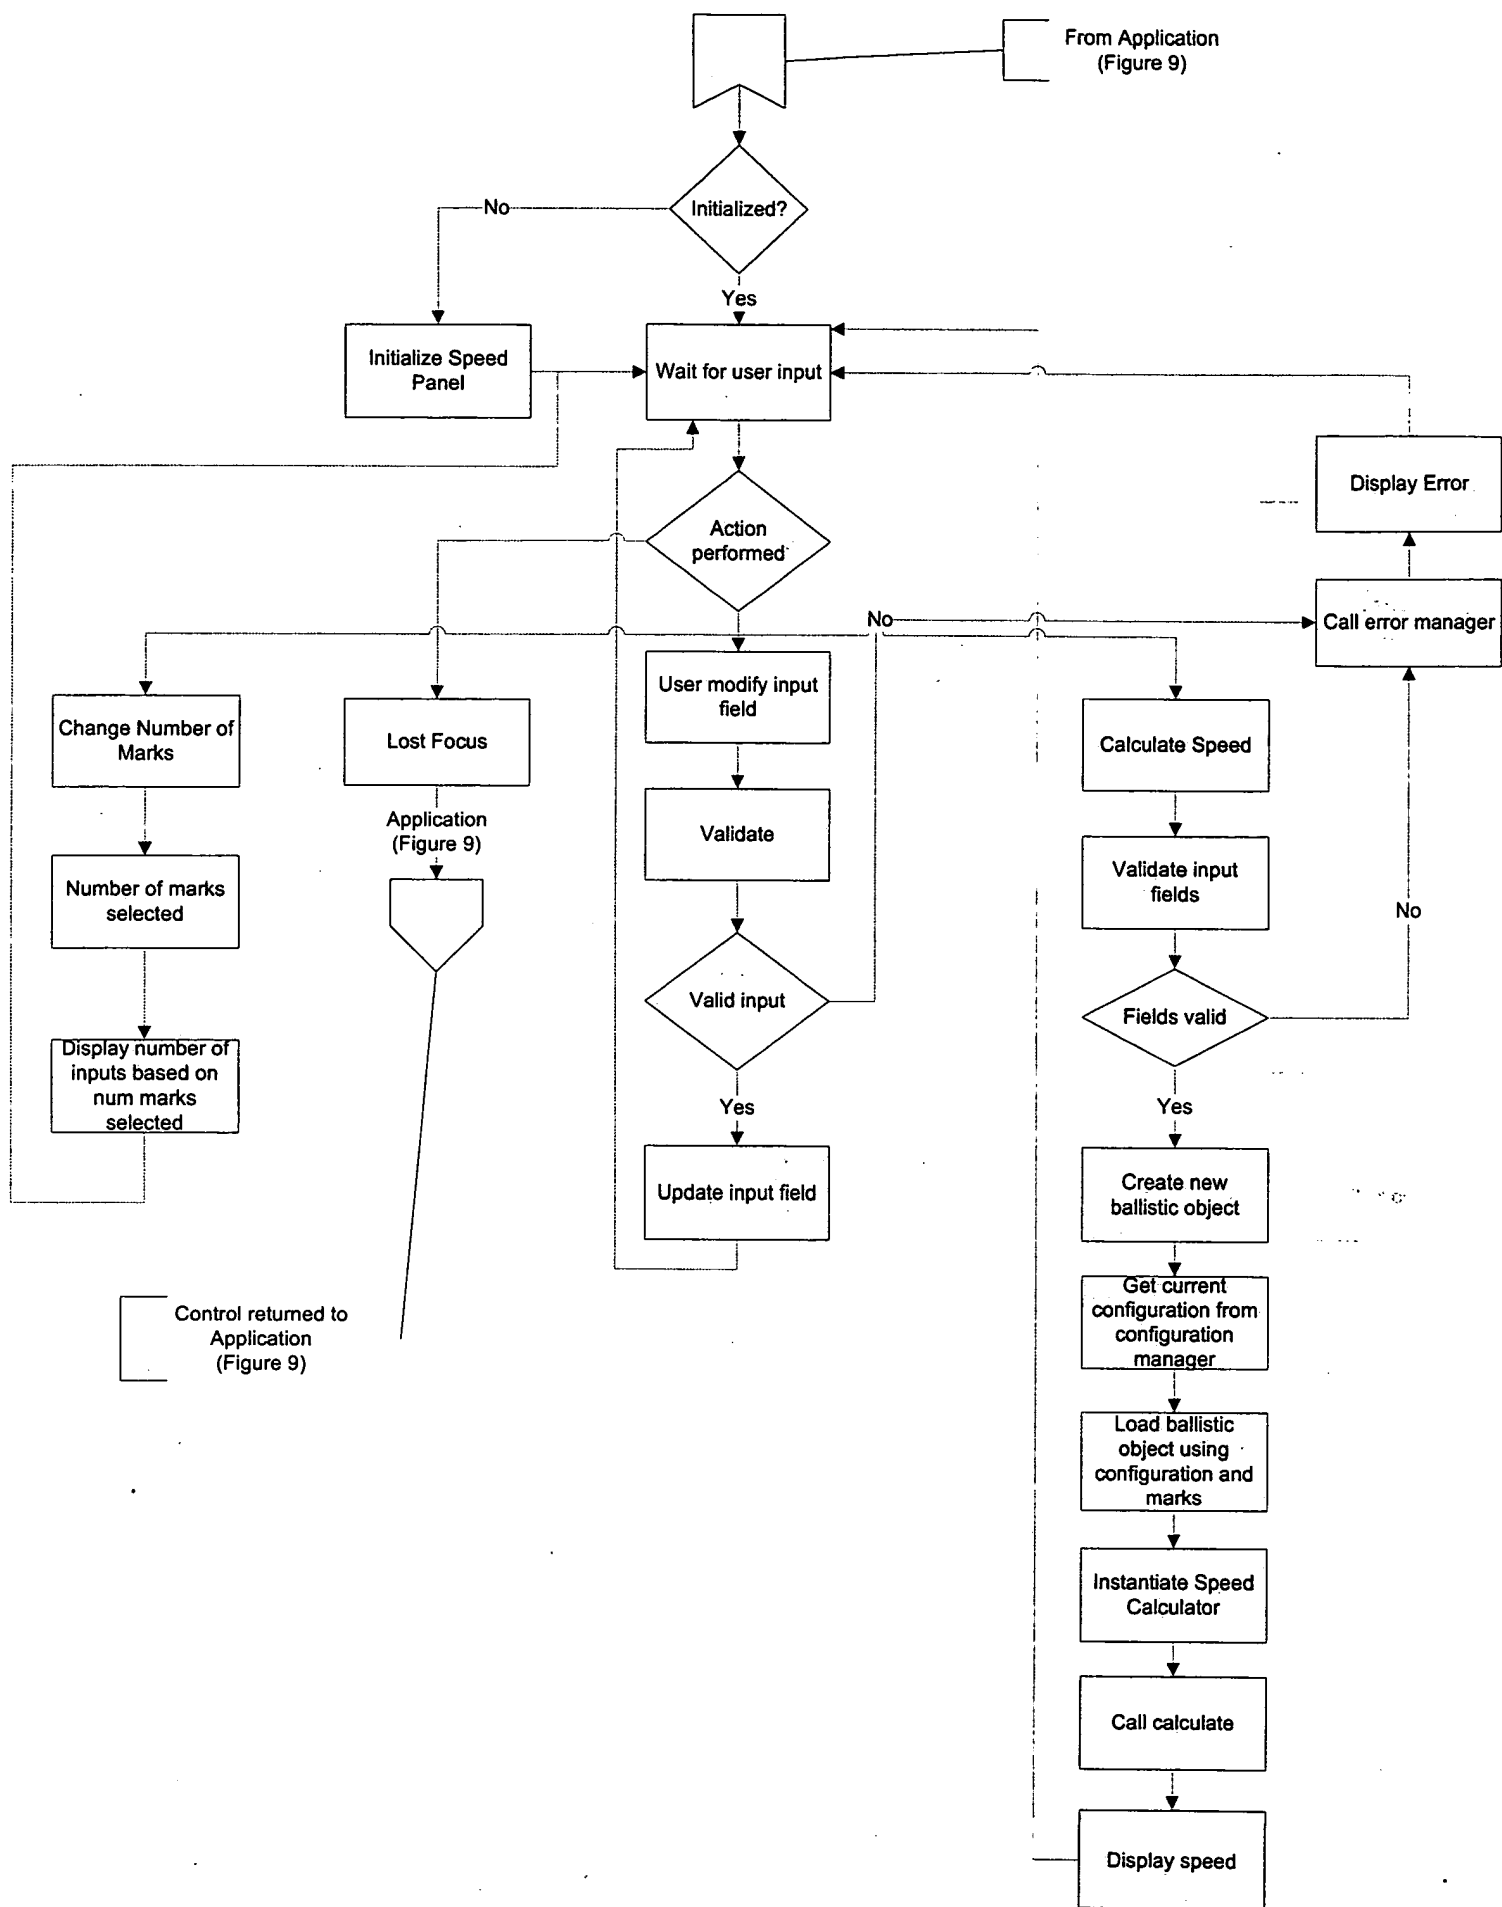 From Application
(Figure 9)
Initialized?
No
Yes
Initialize Speed
Panel
Wait for user input
Display Error
Action
performed
No
Call error manager
User modify input
field
Change Number of
Marks
Lost Focus
Calculate Speed
Application
(Figure 9)
Validate
Validate input
fields
Number of marks
selected
No
Valid input
Fields valid
Display number of
inputs based on
num marks
selected
Yes
Yes
Update input field
Create new
ballistic object
Control returned to
Application
(Figure 9)
Get current
configuration from
configuration
manager
Load ballistic
object using
configuration and
marks
Instantiate Speed
Calculator
Call calculate
Display speed